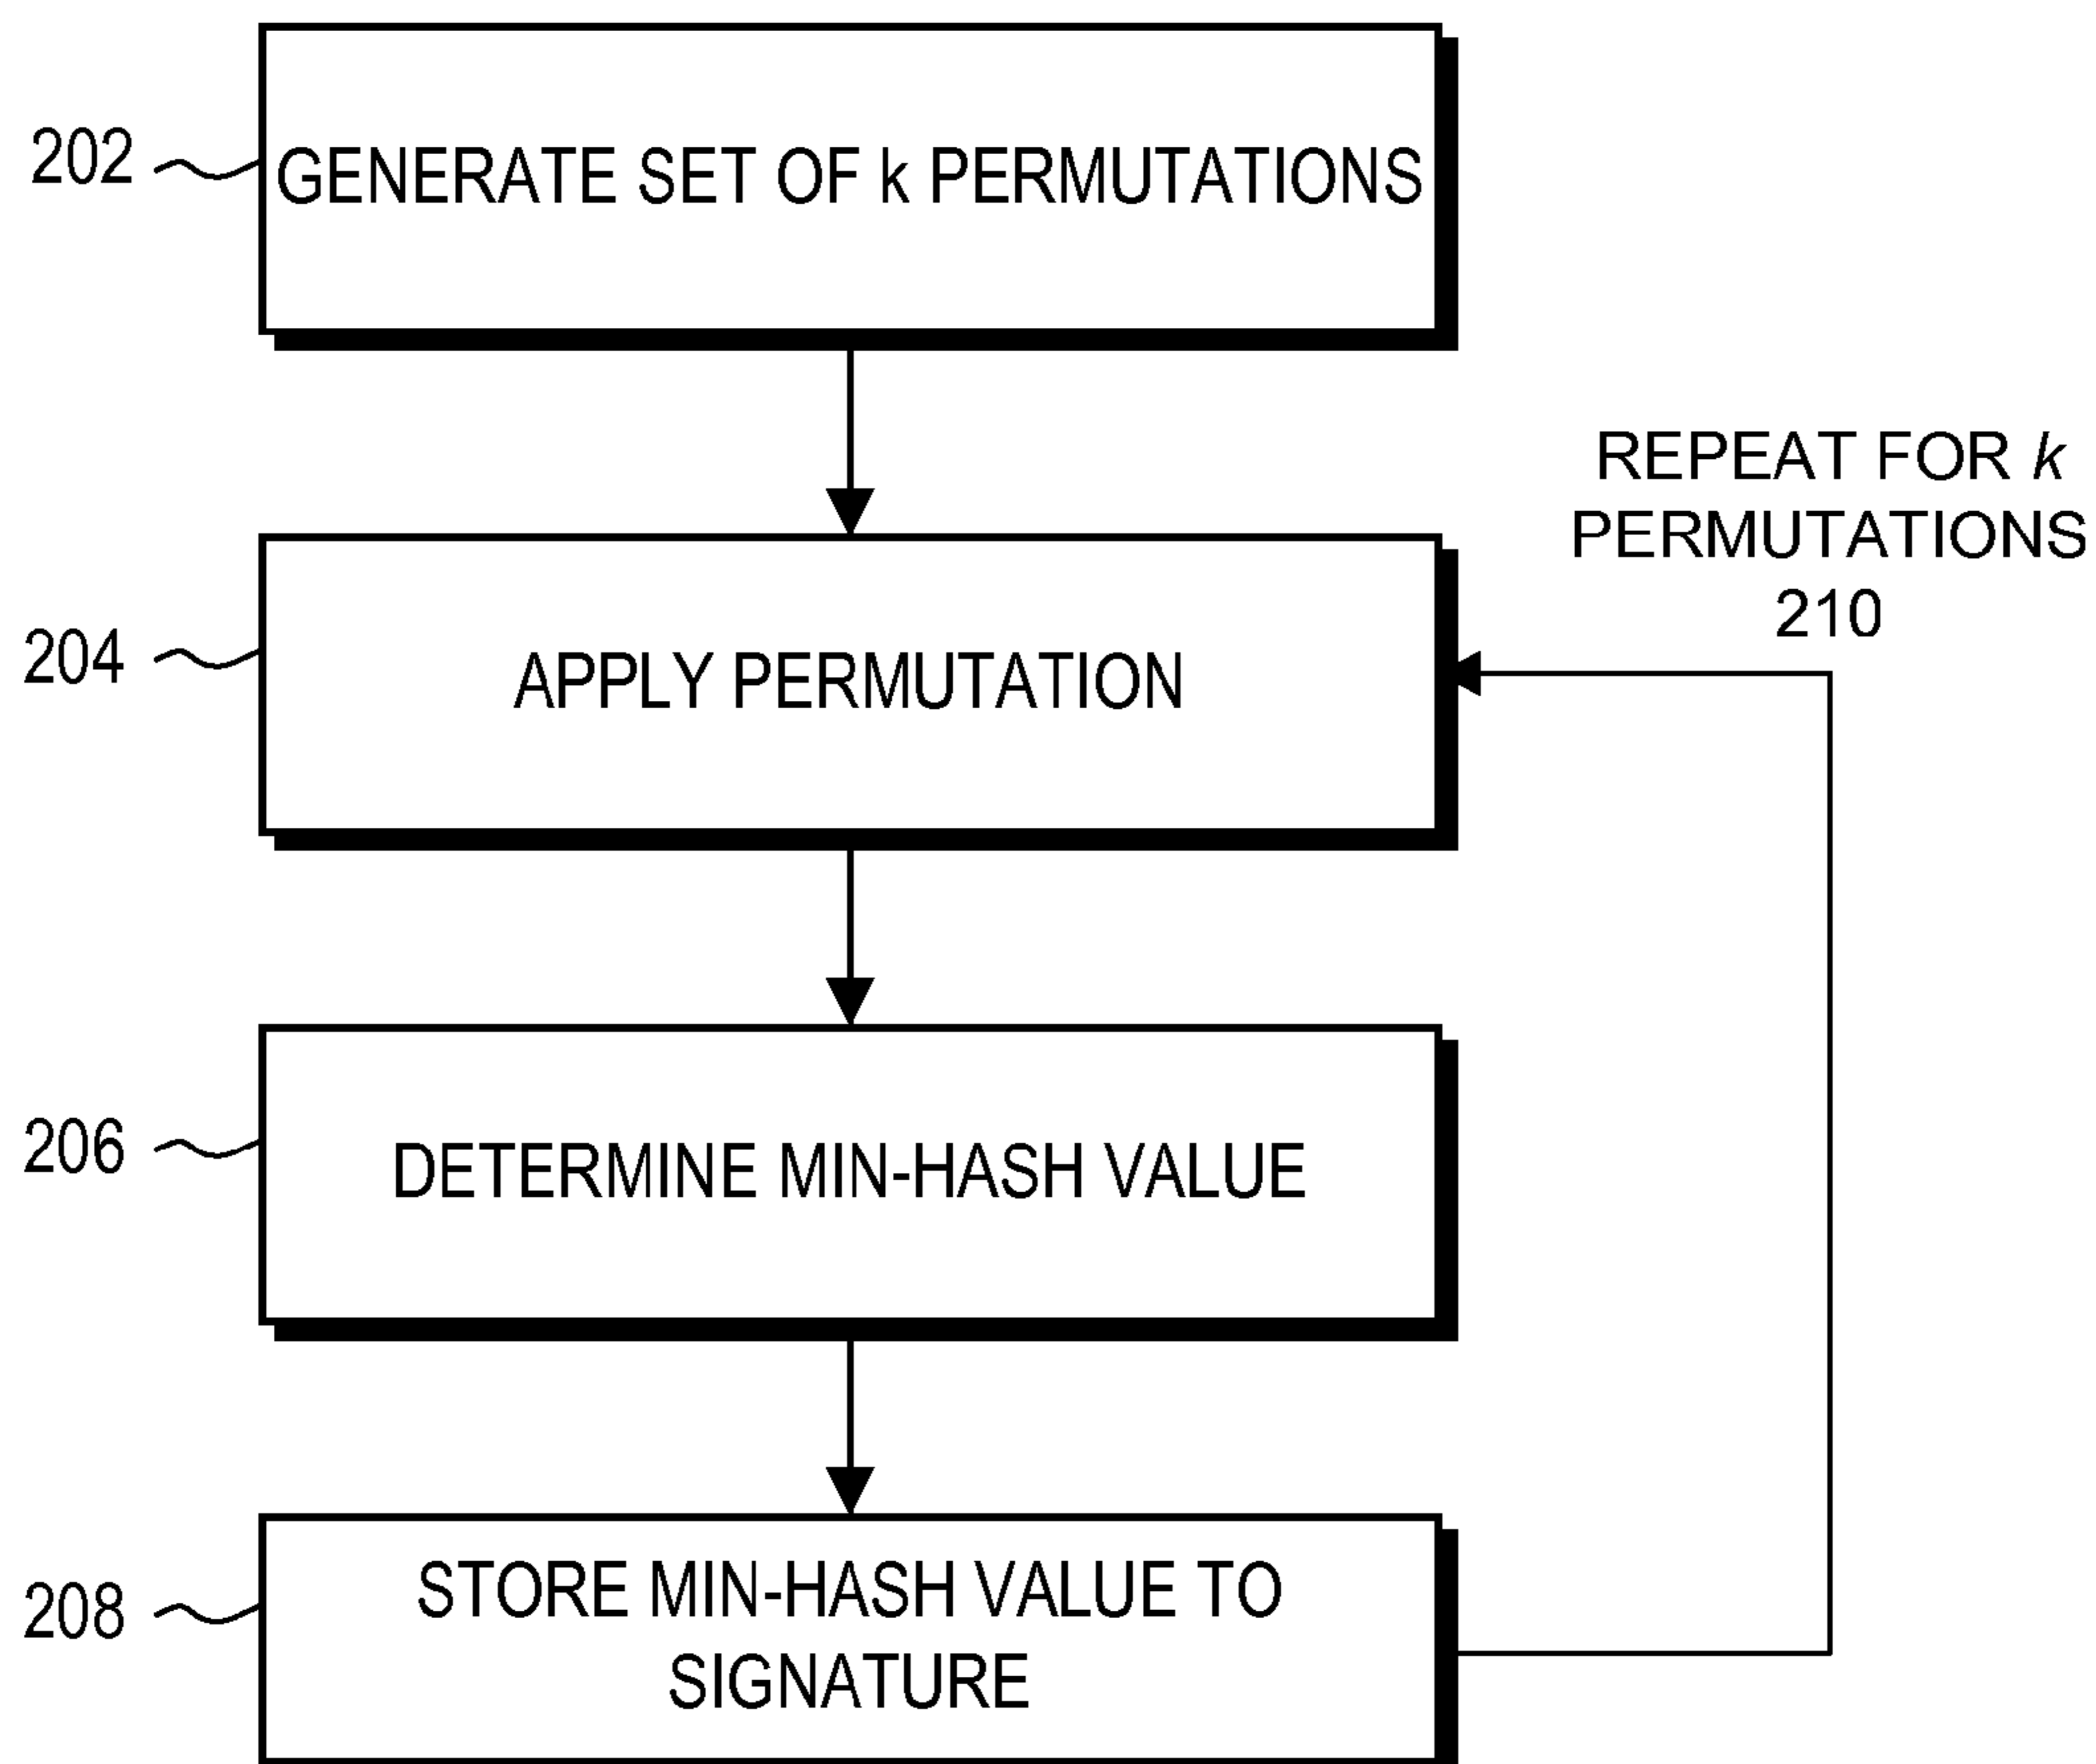 202
GENERATE SET OF k PERMUTATIONS
REPEAT FOR k
PERMUTATIONS
210
204
APPLY PERMUTATION
206
DETERMINE MIN-HASH VALUE
208
STORE MIN-HASH VALUE TO
SIGNATURE